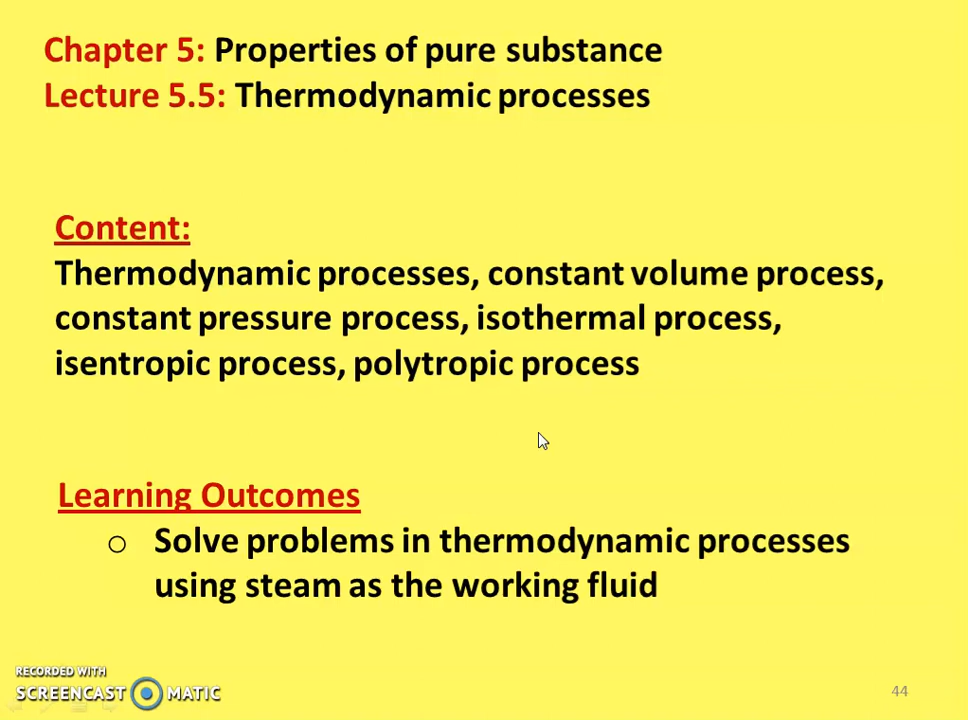 Chapter 5: Properties of pure substance
Lecture 5.5: Thermodynamic processes
Content:
Thermodynamic processes, constant volume process,
constant pressure process, isothermal process,
isentropic process, polytropic process
Learning Outcomes
o Solve problems in thermodynamic processes
using steam as the working fluid
RECORDED WITH
SCREENCAST MATIC
44